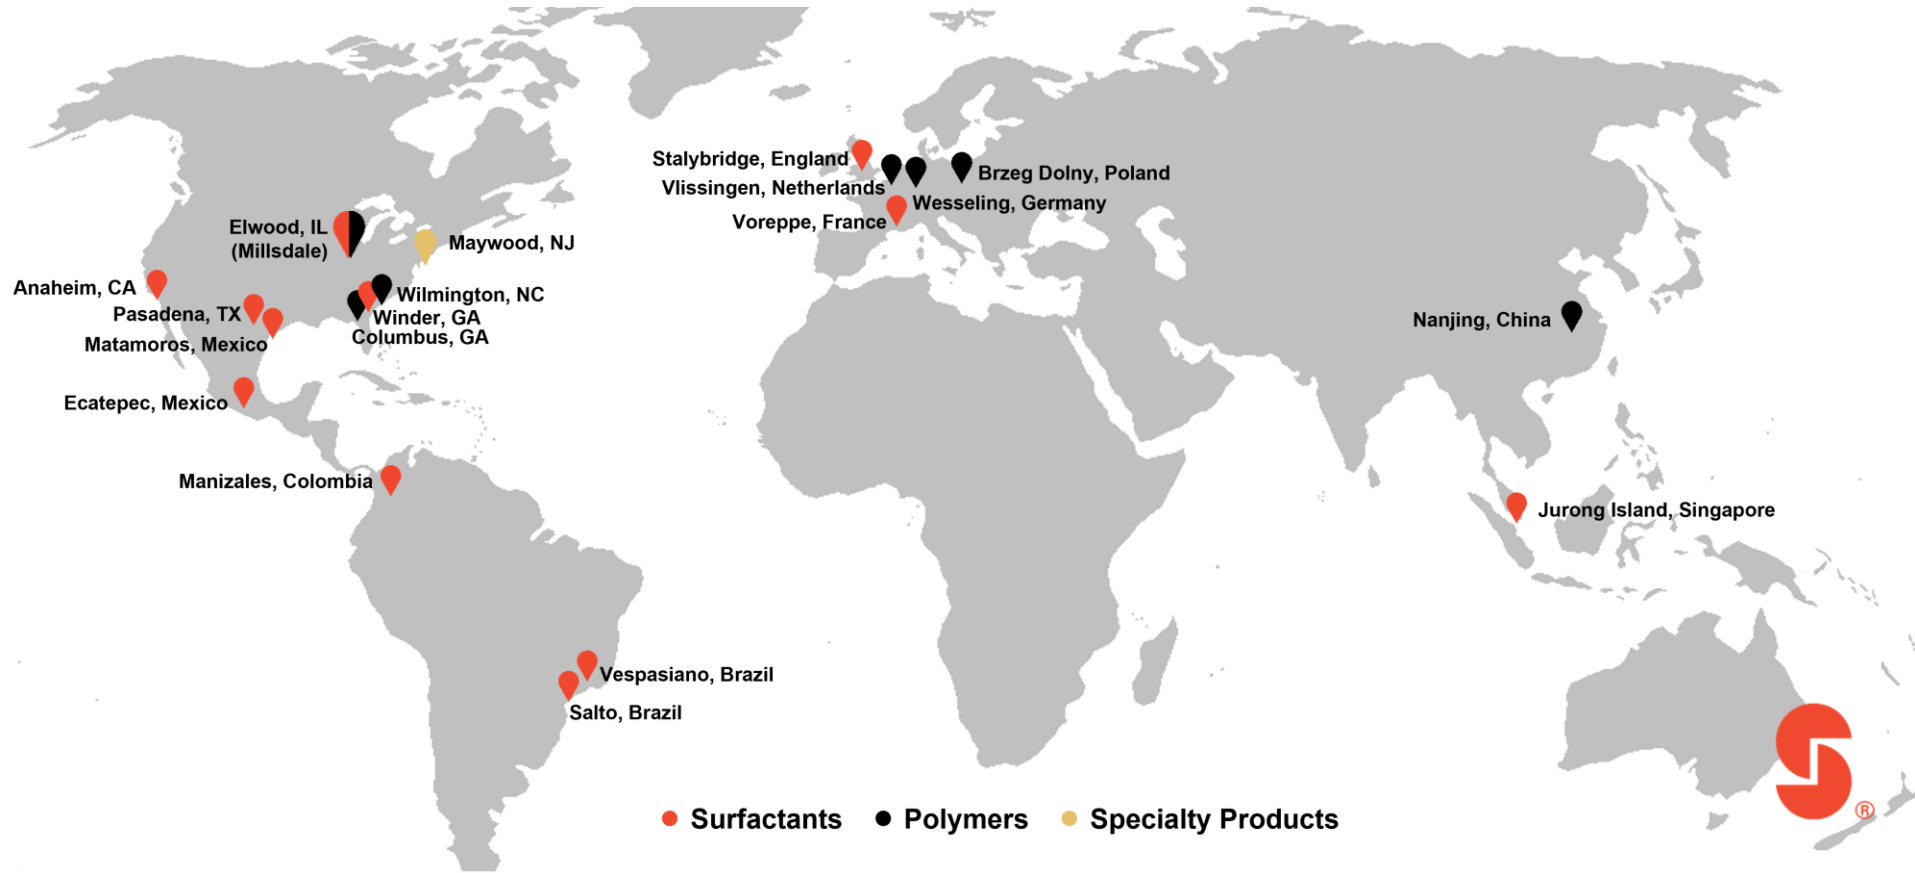 Stalybridge, England
Vlissingen, Netherlands
Brzeg Dolny, Poland
Wesseling, Germany
Voreppe, France
Elwood, IL
(Millsdale)
Maywood, NJ
Anaheim, CA
Pasadena, TX
Matamoros, Mexico
Wilmington, NC
Winder, GA
Columbus, GA
Nanjing, China
Ecatepec, Mexico
Manizales, Colombia
Jurong Island, Singapore
Vespasiano, Brazil
Salto, Brazil
Surfactants
Polymers
Specialty Products
®